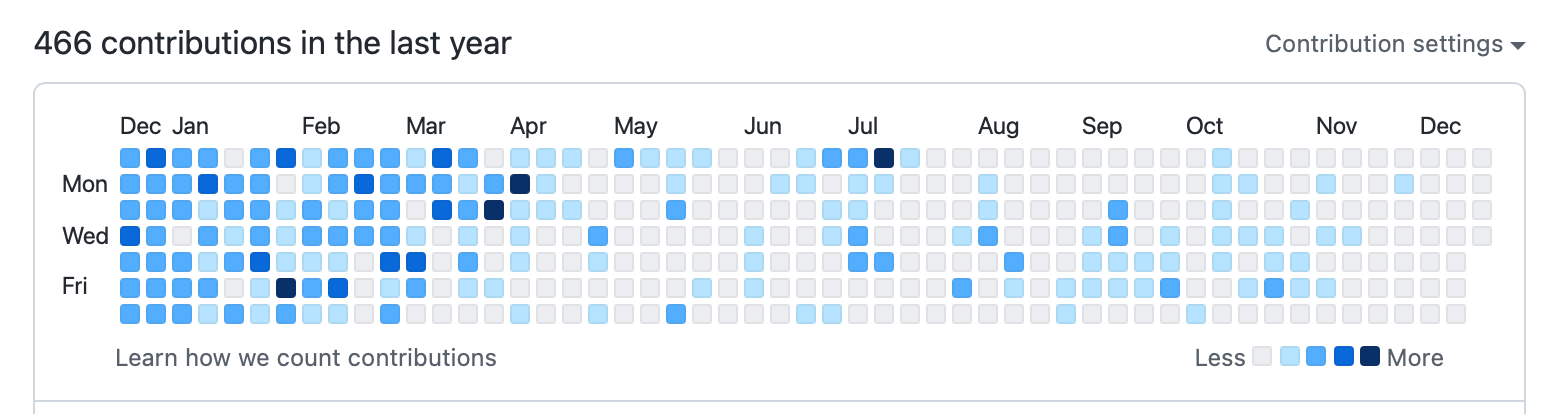 466 contributions in the last year
Contribution settings
Dec Jan Feb Mar Apr May Jun Jul Aug Sep Oct Nov Dec
Mon
Wed
Fri
Learn how we count contributions
Less More